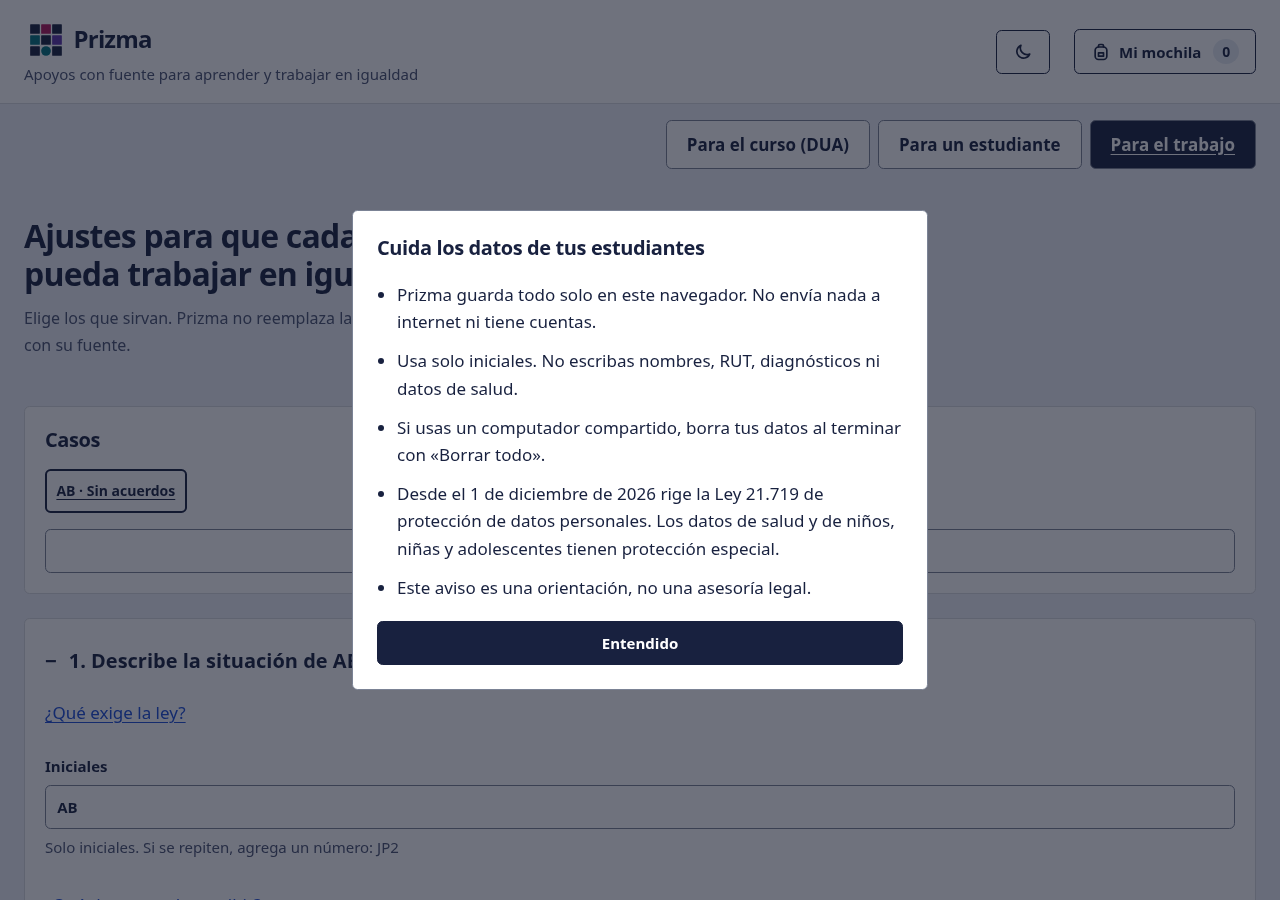 Prizma
Apoyos con fuente para aprender y trabajar en igualdad
Mi mochila 0
Para el curso (DUA)
Para un estudiante
Para el trabajo
Ajustes para que cada
pueda trabajar en igu
Elige los que sirvan. Prizma no reemplaza la
con su fuente.
Casos
AB · Sin acuerdos
1. Describe la situación de AB
¿Qué exige la ley?
Iniciales
AB
Solo iniciales. Si se repiten, agrega un número: JP2
Cuida los datos de tus estudiantes
• Prizma guarda todo solo en este navegador. No envía nada a
internet ni tiene cuentas.
• Usa solo iniciales. No escribas nombres, RUT, diagnósticos ni
datos de salud.
• Si usas un computador compartido, borra tus datos al terminar
con «Borrar todo».
• Desde el 1 de diciembre de 2026 rige la Ley 21.719 de
protección de datos personales. Los datos de salud y de niños,
niñas y adolescentes tienen protección especial.
• Este aviso es una orientación, no una asesoría legal.
Entendido